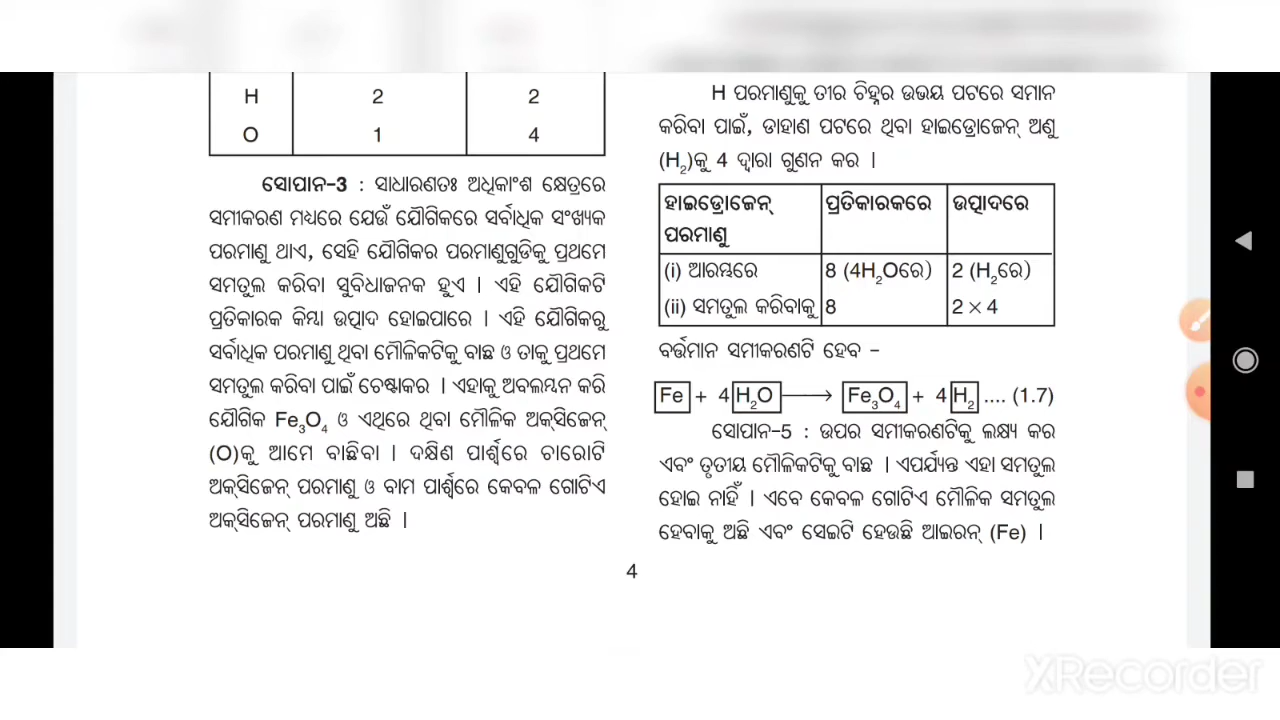 H 2 2
O 1 4
ସୋପାନ-3 : ସାଧାରଣତଃ ଅଧିକାଂଶ କ୍ଷେତ୍ରରେ
ସମୀକରଣ ମଧ୍ୟରେ ଯେଉଁ ଯୌଗିକରେ ସର୍ବାଧିକ ସଂଖ୍ୟକ
ପରମାଣୁ ଥାଏ, ସେହି ଯୌଗିକର ପରମାଣୁଗୁଡିକୁ ପ୍ରଥମେ
ସମତୁଲ କରିବା ସୁବିଧାଜନକ ହୁଏ । ଏହି ଯୌଗିକଟି
ପ୍ରତିକାରକ କିମ୍ବା ଉତ୍ପାଦ ହୋଇପାରେ । ଏହି ଯୌଗିକରୁ
ସର୍ବାଧିକ ପରମାଣୁ ଥିବା ମୌଳିକଟିକୁ ବାଛ ଓ ତାକୁ ପ୍ରଥମେ
ସମତୁଲ କରିବା ପାଇଁ ଚେଷ୍ଟାକର । ଏହାକୁ ଅବଲମ୍ବନ କରି
ଯୌଗିକ Fe₃O₄ ଓ ଏଥିରେ ଥିବା ମୌଳିକ ଅକ୍‌ସିଜେନ୍
(O)କୁ ଆମେ ବାଛିବା । ଦକ୍ଷିଣ ପାର୍ଶ୍ୱରେ ଚାରୋଟି
ଅକ୍‌ସିଜେନ୍ ପରମାଣୁ ଓ ବାମ ପାର୍ଶ୍ୱରେ କେବଳ ଗୋଟିଏ
ଅକ୍‌ସିଜେନ୍ ପରମାଣୁ ଅଛି ।
H ପରମାଣୁକୁ ତୀର ଚିହ୍ନର ଉଭୟ ପଟରେ ସମାନ
କରିବା ପାଇଁ, ଡାହାଣ ପଟରେ ଥିବା ହାଇଡ୍ରୋଜେନ୍ ଅଣୁ
(H₂)କୁ 4 ଦ୍ୱାରା ଗୁଣନ କର ।
ହାଇଡ୍ରୋଜେନ୍ ପ୍ରତିକାରକରେ ଉତ୍ପାଦରେ
ପରମାଣୁ
(i) ଆରମ୍ଭରେ 8 (4H₂Oରେ) 2 (H₂ରେ)
(ii) ସମତୁଲ କରିବାକୁ 8 2 × 4
ବର୍ତ୍ତମାନ ସମୀକରଣଟି ହେବ –
Fe + 4 H₂O ⟶ Fe₃O₄ + 4 H₂ .... (1.7)
ସୋପାନ-5 : ଉପର ସମୀକରଣଟିକୁ ଲକ୍ଷ୍ୟ କର
ଏବଂ ତୃତୀୟ ମୌଳିକଟିକୁ ବାଛ । ଏପର୍ଯ୍ୟନ୍ତ ଏହା ସମତୁଲ
ହୋଇ ନାହିଁ । ଏବେ କେବଳ ଗୋଟିଏ ମୌଳିକ ସମତୁଲ
ହେବାକୁ ଅଛି ଏବଂ ସେଇଟି ହେଉଛି ଆଇରନ୍ (Fe) ।
4
XRecorder